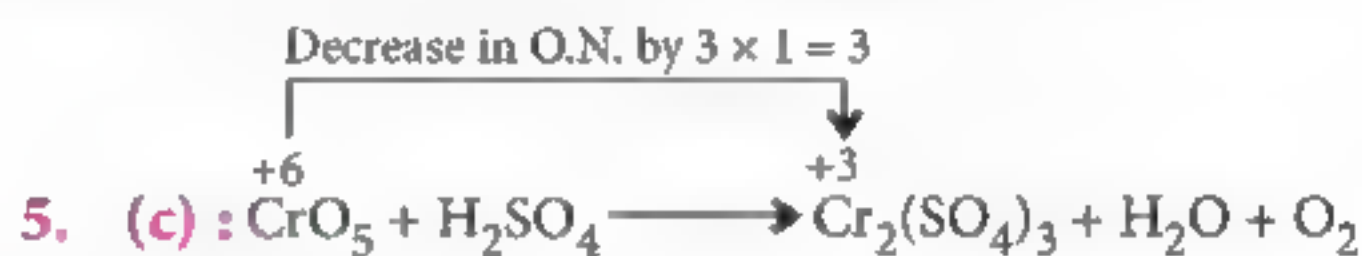 Decrease in O.N. by 3 × 1 = 3
+6 +3
5. (c) : CrO₅ + H₂SO₄ ⟶ Cr₂(SO₄)₃ + H₂O + O₂